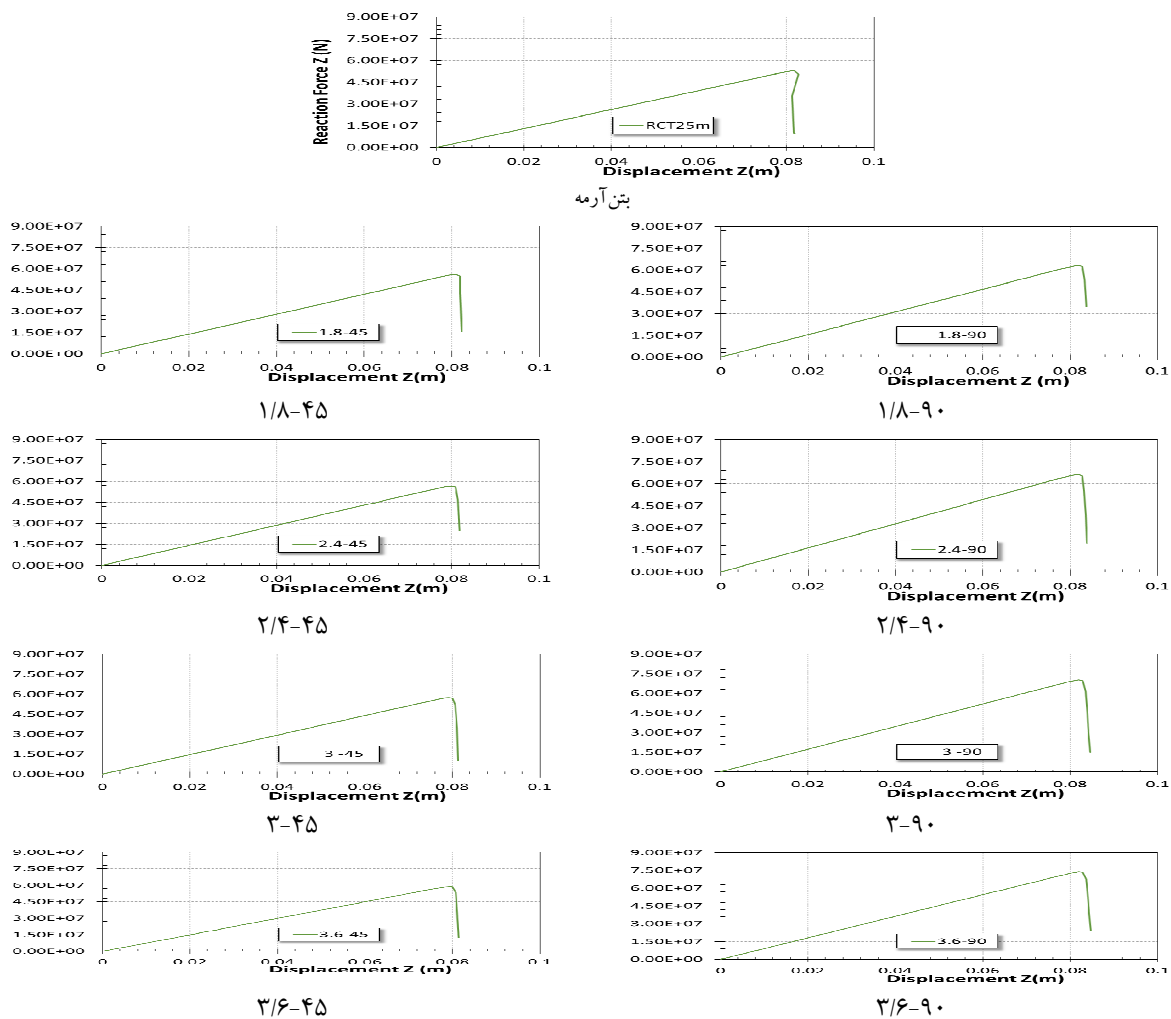 9.00E+07
7.50E+07
6.00E+07
4.50E+07
3.00E+07
1.50E+07
0.00E+00
Reaction Force Z (N)
RCT25m
0 0.02 0.04 0.06 0.08 0.1
Displacement Z(m)
بتن آرمه
9.00E+07
7.50E+07
6.00E+07
4.50E+07
3.00E+07
1.50E+07
0.00E+00
1.8-45
0 0.02 0.04 0.06 0.08 0.1
Displacement Z(m)
۱/۸-۴۵
9.00E+07
7.50E+07
6.00E+07
4.50E+07
3.00E+07
1.50E+07
0.00E+00
1.8-90
0 0.02 0.04 0.06 0.08 0.1
Displacement Z (m)
۱/۸-۹۰
9.00E+07
7.50E+07
6.00E+07
4.50E+07
3.00E+07
1.50E+07
0.00E+00
2.4-45
0 0.02 0.04 0.06 0.08 0.1
Displacement Z(m)
۲/۴-۴۵
9.00E+07
7.50E+07
6.00E+07
4.50E+07
3.00E+07
1.50E+07
0.00E+00
2.4-90
0 0.02 0.04 0.06 0.08 0.1
Displacement Z(m)
۲/۴-۹۰
9.00E+07
7.50E+07
6.00E+07
4.50E+07
3.00E+07
1.50E+07
0.00E+00
3 -45
0 0.02 0.04 0.06 0.08 0.1
Displacement Z(m)
۳-۴۵
9.00E+07
7.50E+07
6.00E+07
4.50E+07
3.00E+07
1.50E+07
0.00E+00
3 -90
0 0.02 0.04 0.06 0.08 0.1
Displacement Z(m)
۳-۹۰
9.00E+07
7.50E+07
6.00E+07
4.50E+07
3.00E+07
1.50E+07
0.00E+00
3.6-45
0 0.02 0.04 0.06 0.08 0.1
Displacement Z (m)
۳/۶-۴۵
9.00E+07
7.50E+07
6.00E+07
4.50E+07
3.00E+07
1.50E+07
0.00E+00
3.6-90
0 0.02 0.04 0.06 0.08 0.1
Displacement Z(m)
۳/۶-۹۰